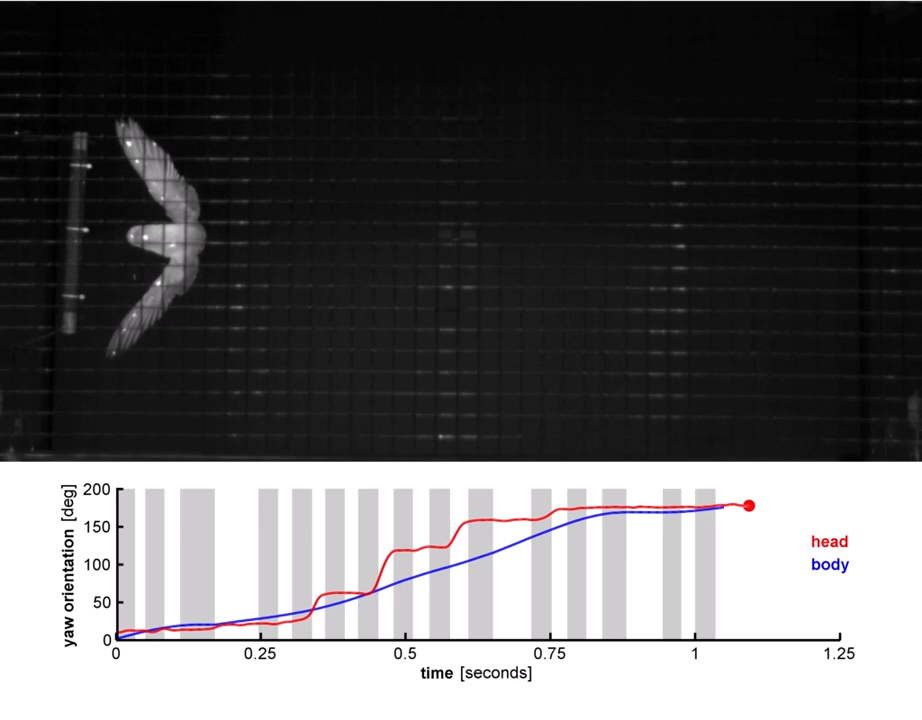 200
150
100
50
0
yaw orientation [deg]
head
body
0 0.25 0.5 0.75 1 1.25
time [seconds]